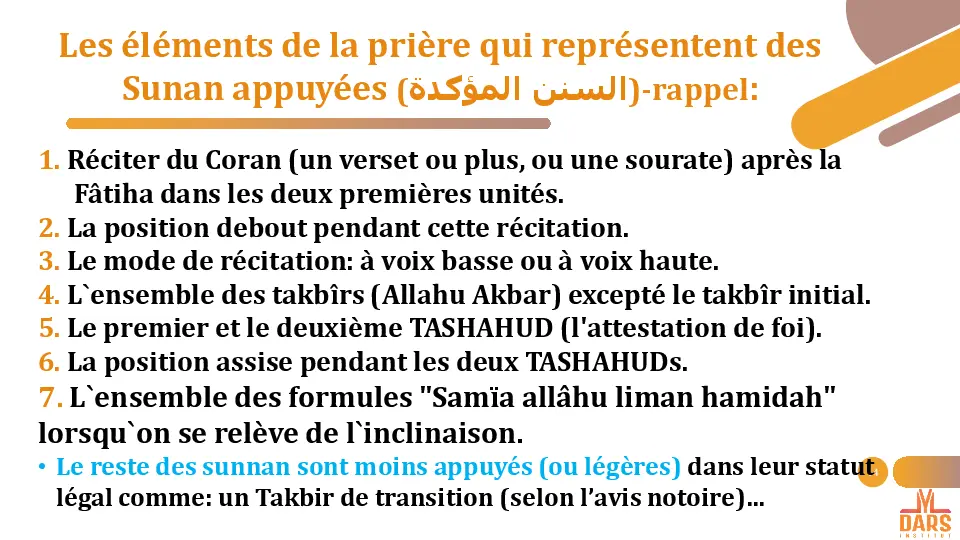 Les éléments de la prière qui représentent des
Sunan appuyées (السنن المؤكدة)-rappel:
1. Réciter du Coran (un verset ou plus, ou une sourate) après la
Fâtiha dans les deux premières unités.
2. La position debout pendant cette récitation.
3. Le mode de récitation: à voix basse ou à voix haute.
4. L`ensemble des takbîrs (Allahu Akbar) excepté le takbîr initial.
5. Le premier et le deuxième TASHAHUD (l'attestation de foi).
6. La position assise pendant les deux TASHAHUDs.
7. L`ensemble des formules "Samïa allâhu liman hamidah"
lorsqu`on se relève de l`inclinaison.
• Le reste des sunnan sont moins appuyés (ou légères) dans leur statut
légal comme: un Takbir de transition (selon l’avis notoire)…
DARS
INSTITUT